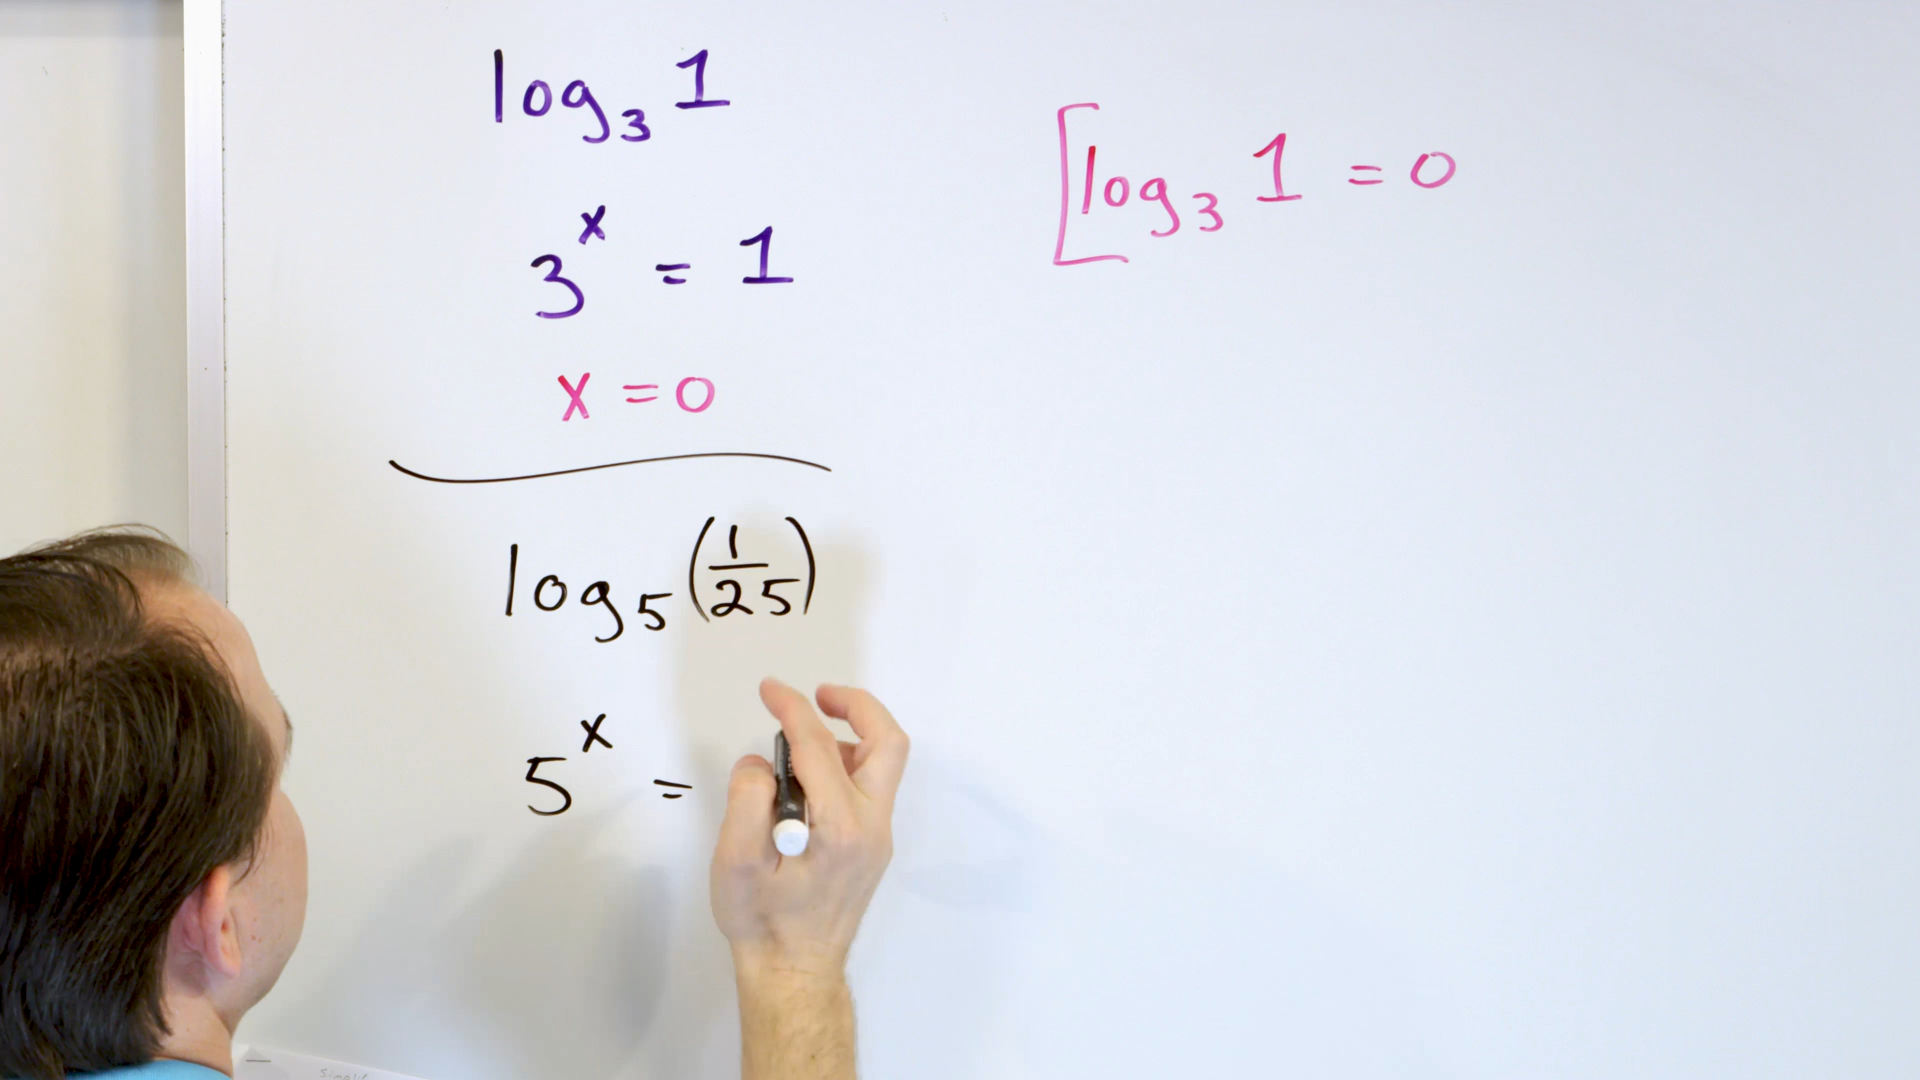 log₃ 1
3ˣ = 1
x = 0
log₅ (1/25)
5ˣ =
[log₃ 1 = 0